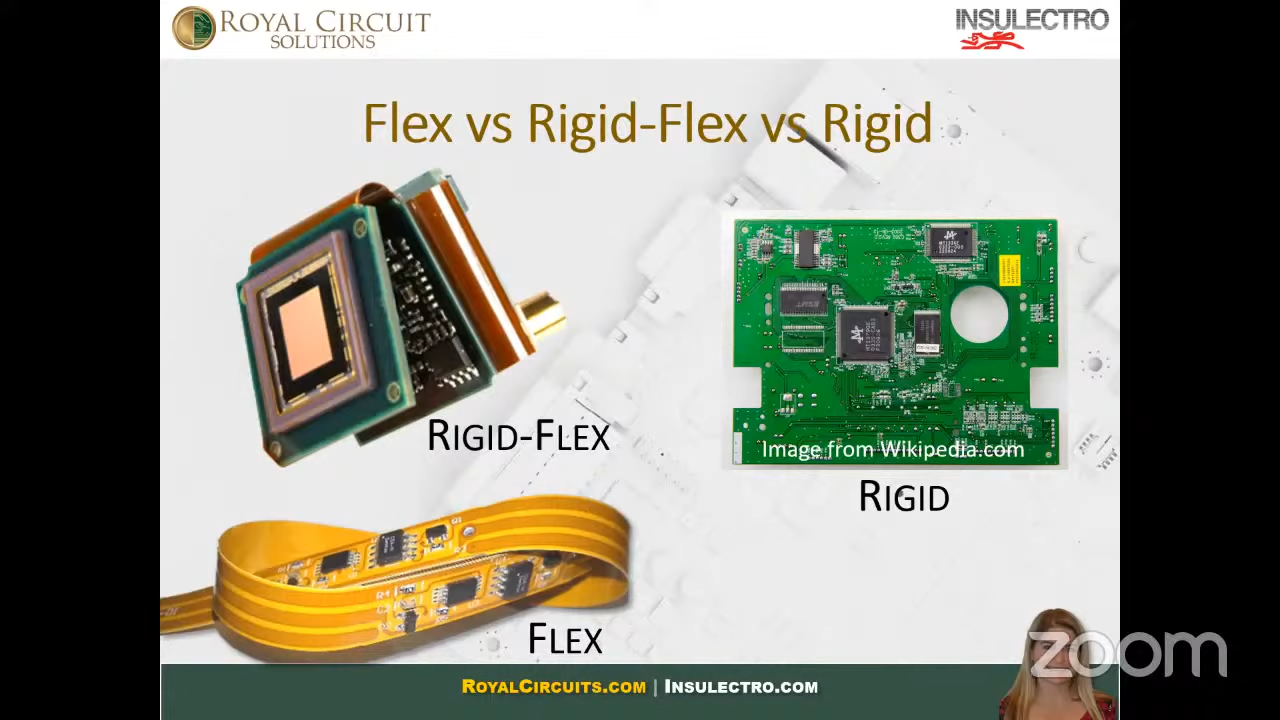 ROYAL CIRCUIT
SOLUTIONS
INSULECTRO
Flex vs Rigid-Flex vs Rigid
RIGID-FLEX
Image from Wikipedia.com
RIGID
FLEX
zoom
ROYALCIRCUITS.COM | INSULECTRO.COM